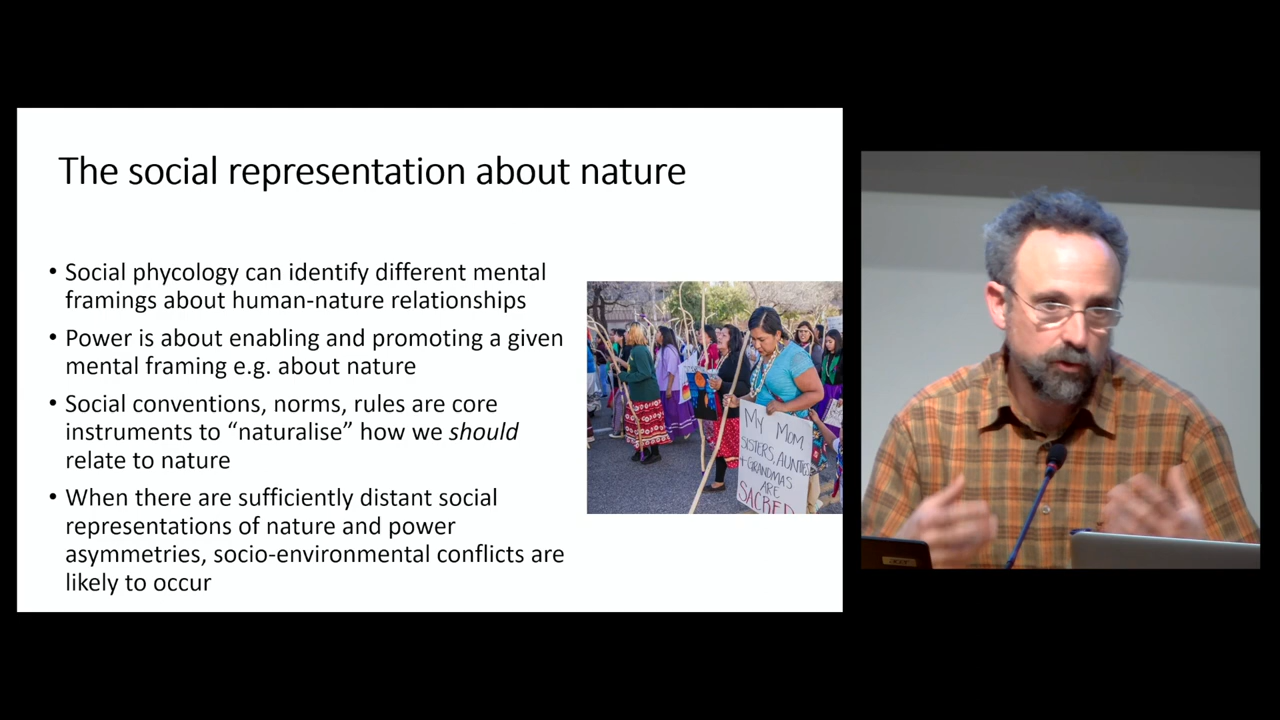 The social representation about nature
• Social phycology can identify different mental
framings about human-nature relationships
• Power is about enabling and promoting a given
mental framing e.g. about nature
• Social conventions, norms, rules are core
instruments to “naturalise” how we should
relate to nature
• When there are sufficiently distant social
representations of nature and power
asymmetries, socio-environmental conflicts are
likely to occur
MY MOM
SISTERS, AUNTIES
+ GRANDMAS
ARE
SACRED
acer